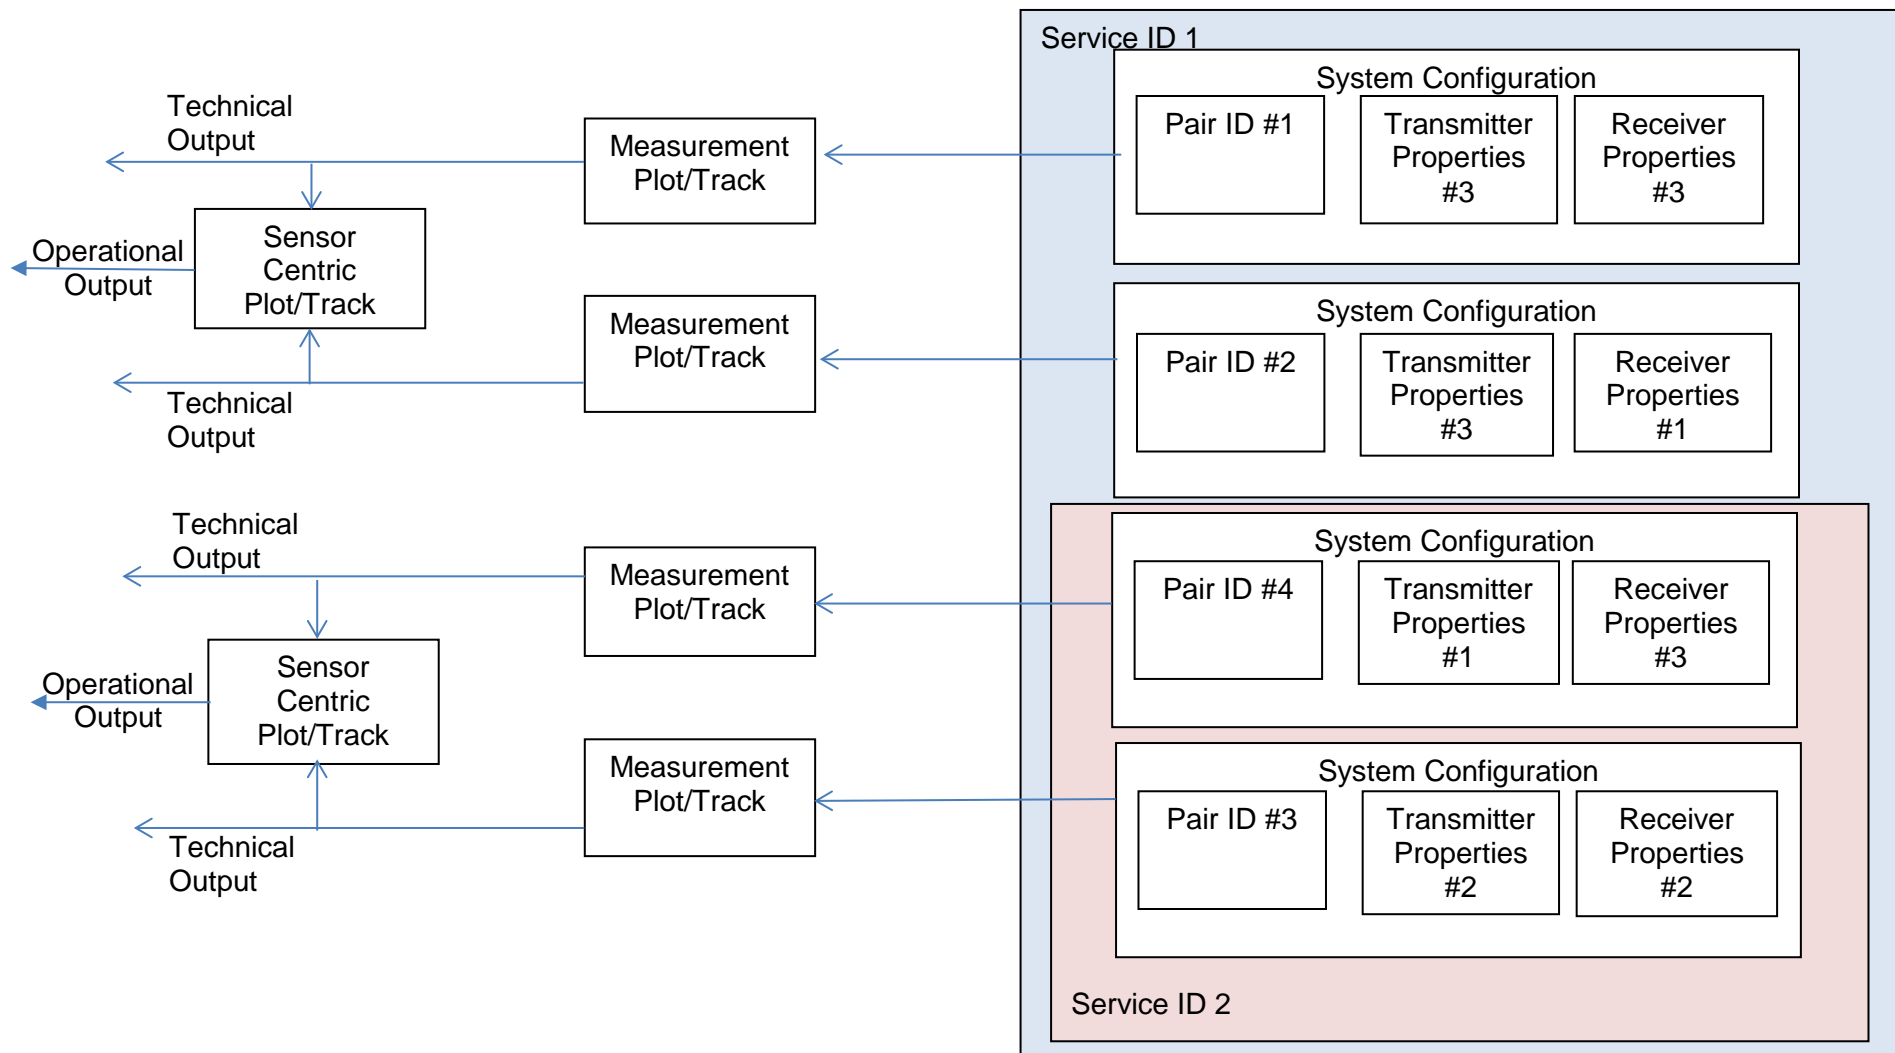 Service ID 1
System Configuration
Pair ID #1
Transmitter
Properties
#3
Receiver
Properties
#3
Technical
Output
Measurement
Plot/Track
Sensor
Centric
Plot/Track
Operational
Output
System Configuration
Pair ID #2
Transmitter
Properties
#3
Receiver
Properties
#1
Measurement
Plot/Track
Technical
Output
System Configuration
Pair ID #4
Transmitter
Properties
#1
Receiver
Properties
#3
Technical
Output
Measurement
Plot/Track
Sensor
Centric
Plot/Track
Operational
Output
System Configuration
Pair ID #3
Transmitter
Properties
#2
Receiver
Properties
#2
Measurement
Plot/Track
Technical
Output
Service ID 2